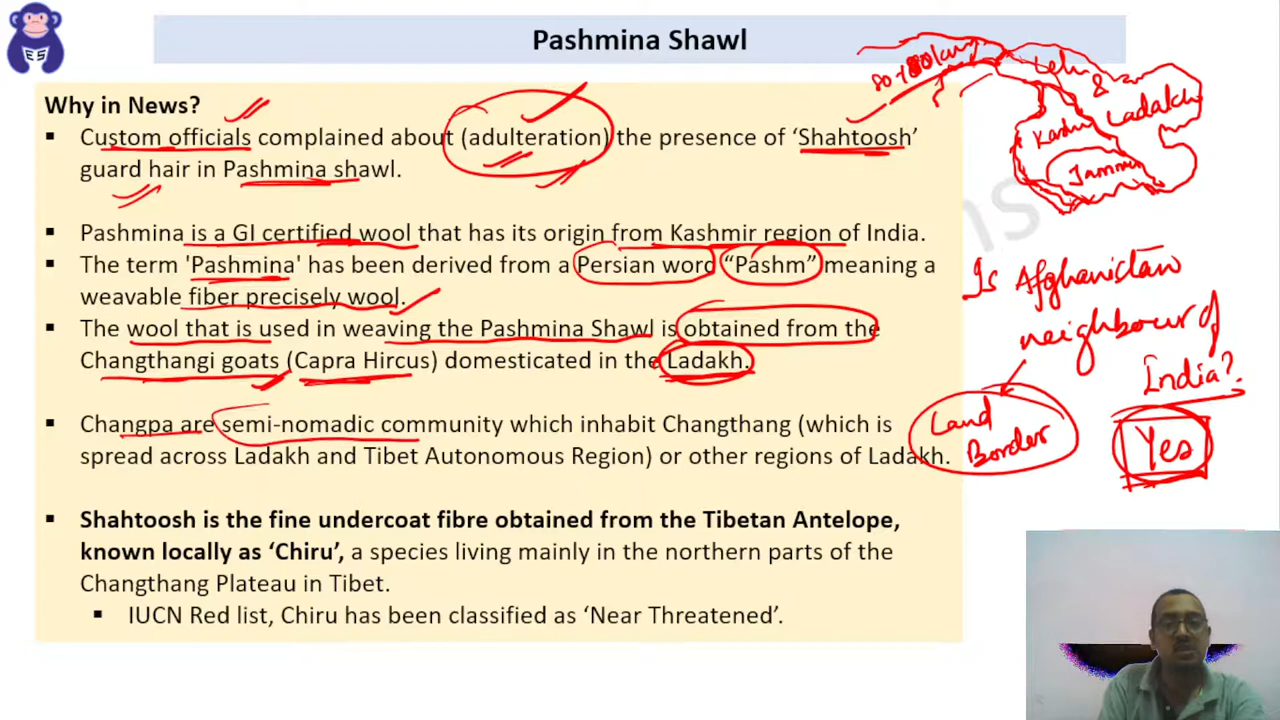 Pashmina Shawl
ES
Why in News?
▪ Custom officials complained about (adulteration) the presence of ‘Shahtoosh’
guard hair in Pashmina shawl.
▪ Pashmina is a GI certified wool that has its origin from Kashmir region of India.
▪ The term 'Pashmina' has been derived from a Persian word “Pashm” meaning a
weavable fiber precisely wool.
▪ The wool that is used in weaving the Pashmina Shawl is obtained from the
Changthangi goats (Capra Hircus) domesticated in the Ladakh.
▪ Changpa are semi-nomadic community which inhabit Changthang (which is
spread across Ladakh and Tibet Autonomous Region) or other regions of Ladakh.
▪ Shahtoosh is the fine undercoat fibre obtained from the Tibetan Antelope,
known locally as ‘Chiru’, a species living mainly in the northern parts of the
Changthang Plateau in Tibet.
▪ IUCN Red list, Chiru has been classified as ‘Near Threatened’.
Leh
&
Ladakh
Jammu
Is Afghanistan
neighbour of
India?
Land
Border
Yes